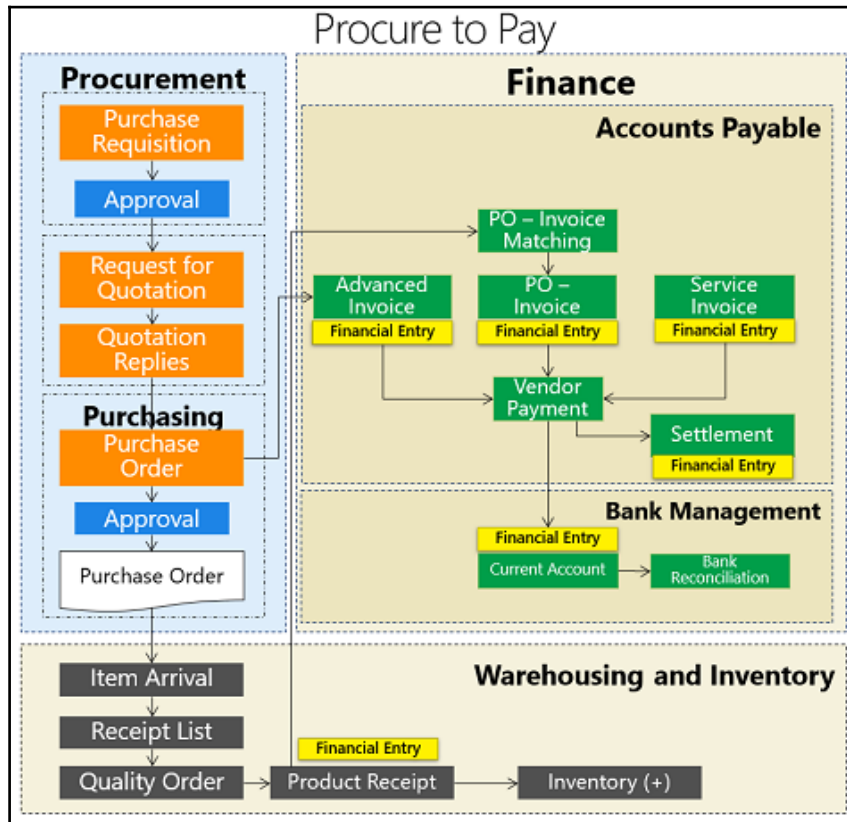 Procure to Pay
Procurement
Purchase
Requisition
Approval
Request for
Quotation
Quotation
Replies
Purchasing
Purchase
Order
Approval
Purchase Order
Finance
Accounts Payable
PO – Invoice
Matching
Advanced
Invoice
Financial Entry
PO –
Invoice
Financial Entry
Service
Invoice
Financial Entry
Vendor
Payment
Settlement
Financial Entry
Bank Management
Financial Entry
Current Account
Bank
Reconciliation
Warehousing and Inventory
Item Arrival
Receipt List
Quality Order
Financial Entry
Product Receipt
Inventory (+)